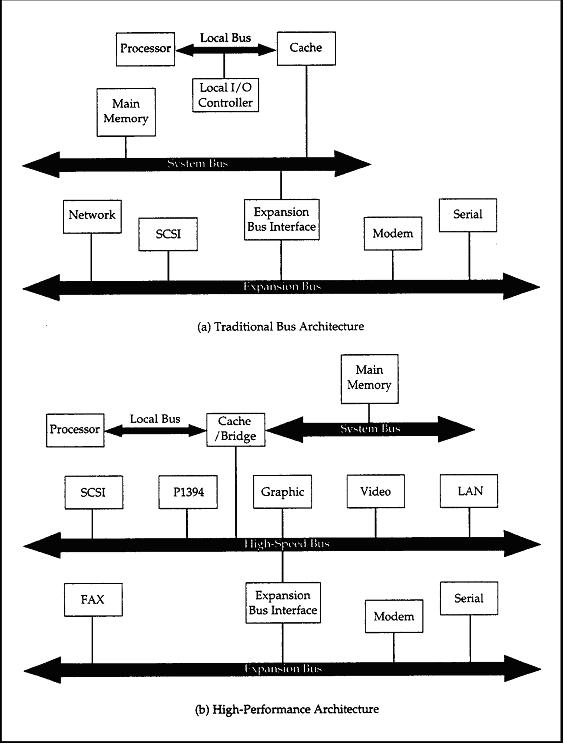 Local Bus
Processor
Cache
Local I/O
Controller
Main
Memory
System Bus
Network
SCSI
Expansion
Bus Interface
Modem
Serial
Expansion Bus
(a) Traditional Bus Architecture
Main
Memory
Local Bus
Processor
Cache
/Bridge
System Bus
SCSI
P1394
Graphic
Video
LAN
High-Speed Bus
FAX
Expansion
Bus Interface
Modem
Serial
Expansion Bus
(b) High-Performance Architecture